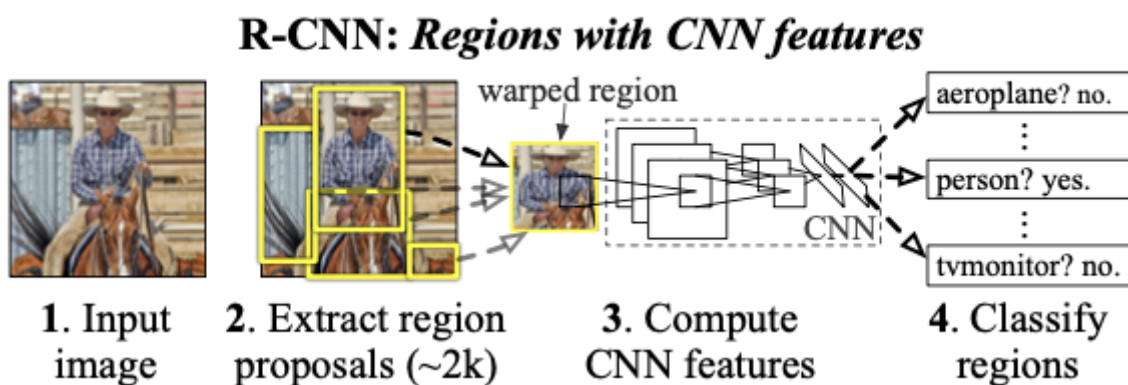 R-CNN: Regions with CNN features
warped region
aeroplane? no.
⋮
person? yes.
⋮
tvmonitor? no.
CNN
1. Input
image
2. Extract region
proposals (~2k)
3. Compute
CNN features
4. Classify
regions